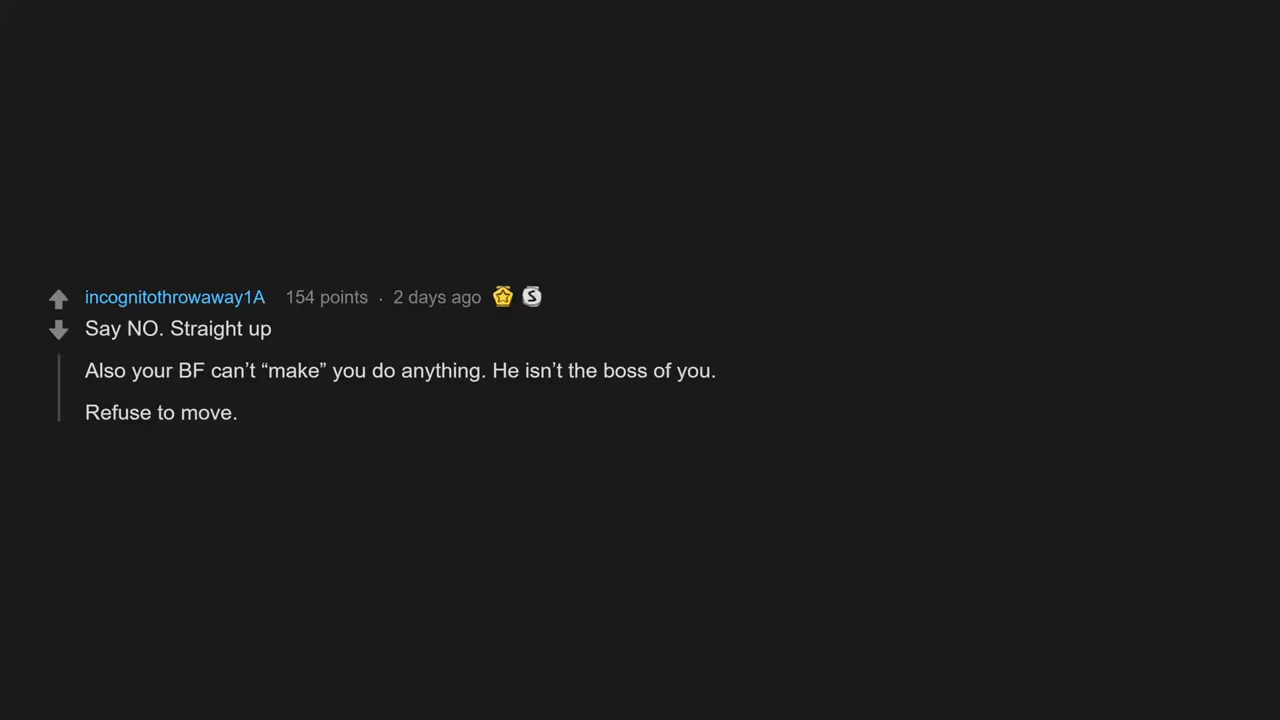 incognitothrowaway1A 154 points · 2 days ago S
Say NO. Straight up
Also your BF can’t “make” you do anything. He isn’t the boss of you.
Refuse to move.